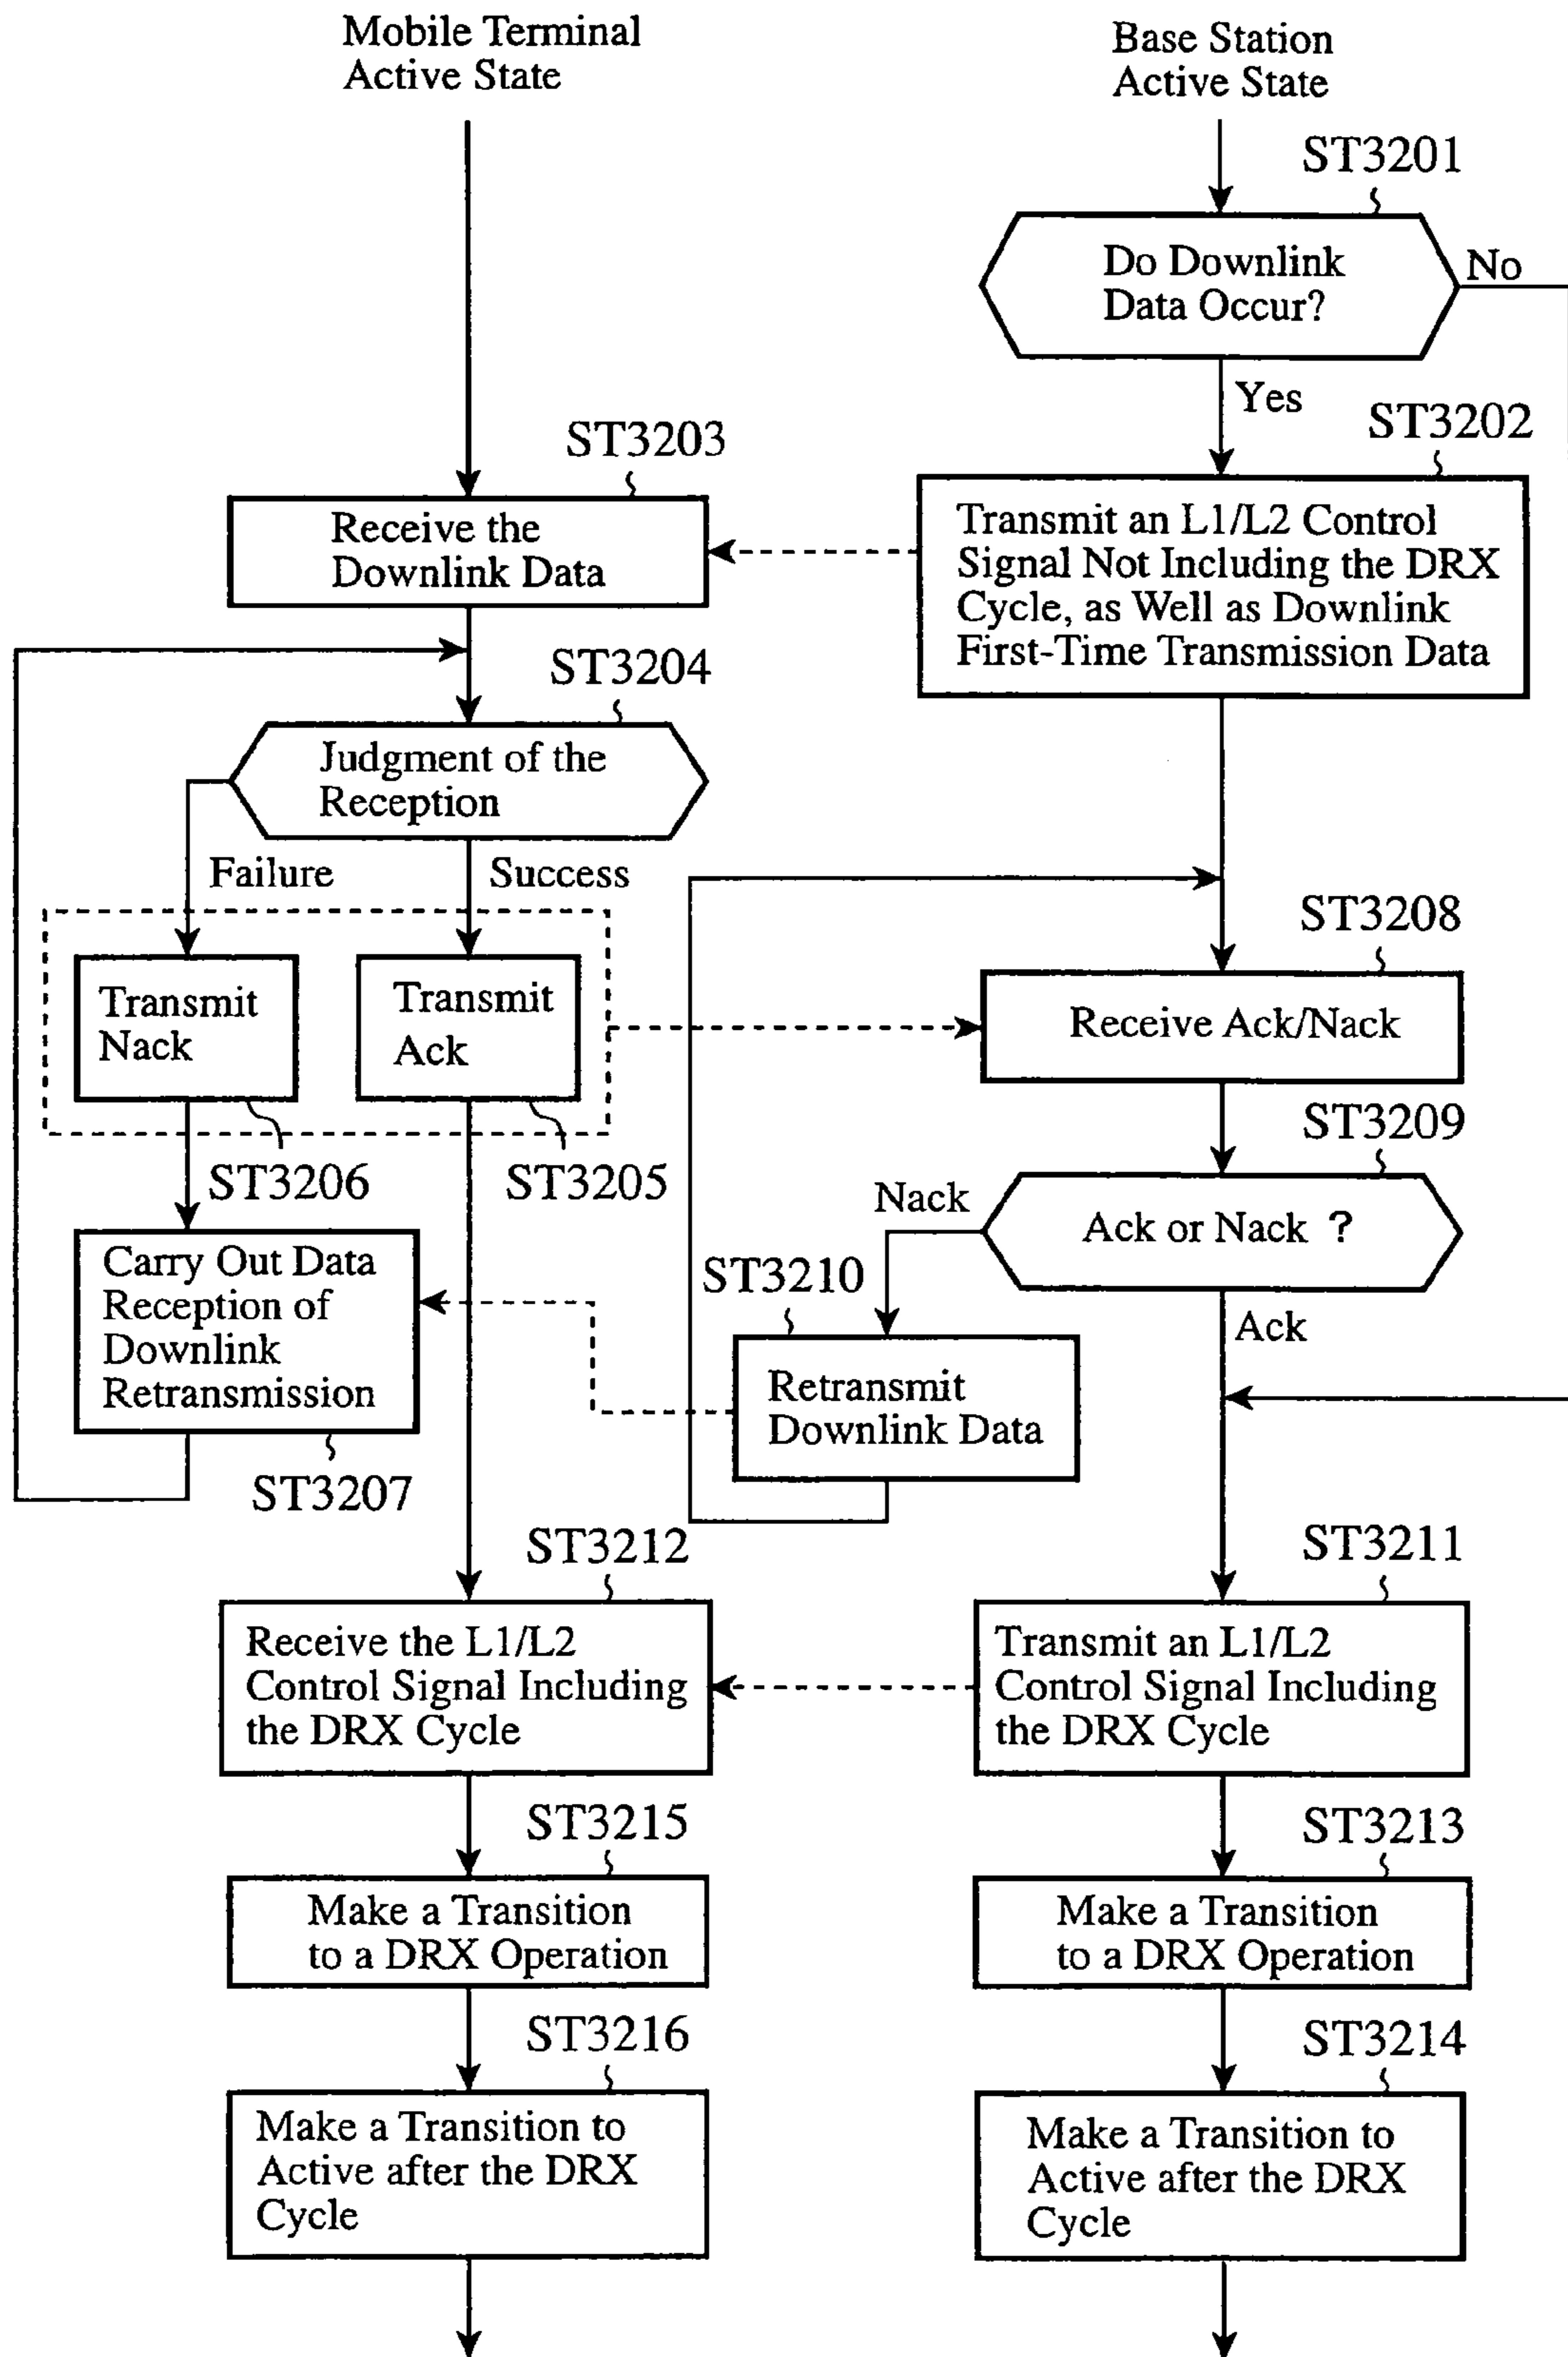 Mobile Terminal
Active State
Base Station
Active State
ST3201
Do Downlink
Data Occur?
No
Yes
ST3202
ST3203
Receive the
Downlink Data
Transmit an L1/L2 Control
Signal Not Including the DRX
Cycle, as Well as Downlink
First-Time Transmission Data
ST3204
Judgment of the
Reception
Failure
Success
ST3208
Transmit
Nack
Transmit
Ack
Receive Ack/Nack
ST3209
ST3206
ST3205
Nack
Ack or Nack ?
Carry Out Data
Reception of
Downlink
Retransmission
ST3210
Ack
Retransmit
Downlink Data
ST3207
ST3212
ST3211
Receive the L1/L2
Control Signal Including
the DRX Cycle
Transmit an L1/L2
Control Signal Including
the DRX Cycle
ST3215
ST3213
Make a Transition
to a DRX Operation
Make a Transition
to a DRX Operation
ST3216
ST3214
Make a Transition to
Active after the DRX
Cycle
Make a Transition to
Active after the DRX
Cycle